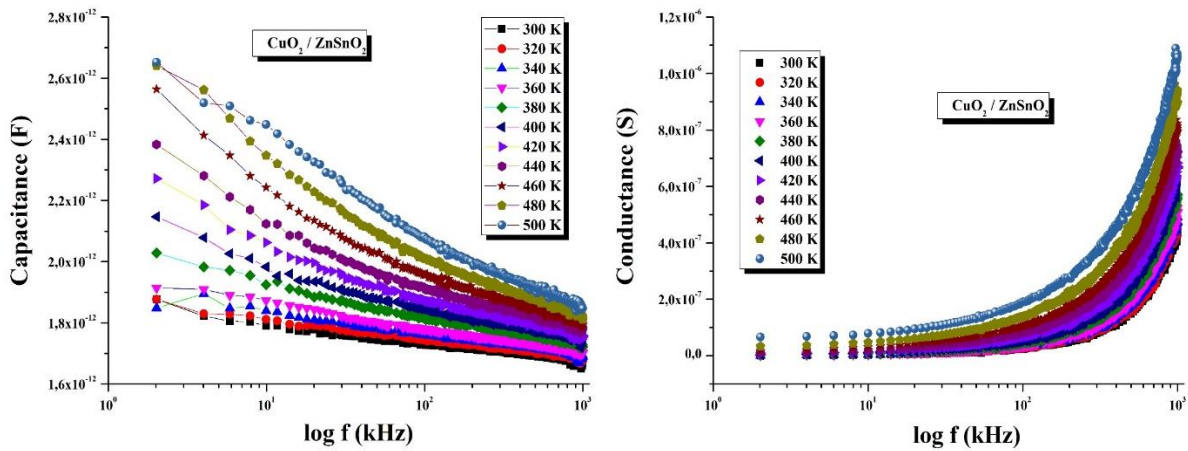 2,8x10⁻¹²
2,6x10⁻¹²
2,4x10⁻¹²
2,2x10⁻¹²
2,0x10⁻¹²
1,8x10⁻¹²
1,6x10⁻¹²
Capacitance (F)
CuO₂ / ZnSnO₂
300 K
320 K
340 K
360 K
380 K
400 K
420 K
440 K
460 K
480 K
500 K
10⁰
10¹
10²
10³
log f (kHz)
1,2x10⁻⁶
1,0x10⁻⁶
8,0x10⁻⁷
6,0x10⁻⁷
4,0x10⁻⁷
2,0x10⁻⁷
0,0
Conductance (S)
300 K
320 K
340 K
360 K
380 K
400 K
420 K
440 K
460 K
480 K
500 K
CuO₂ / ZnSnO₂
10⁰
10¹
10²
10³
log f (kHz)